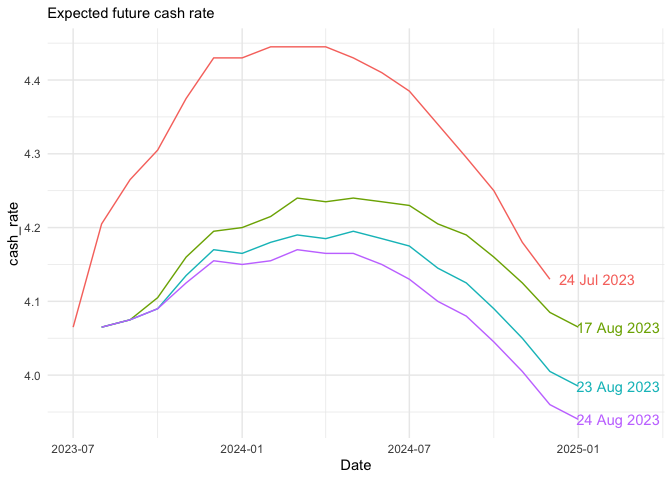 Expected future cash rate
cash_rate
4.4
4.3
4.2
4.1
4.0
24 Jul 2023
17 Aug 2023
23 Aug 2023
24 Aug 2023
2023-07
2024-01
2024-07
2025-01
Date